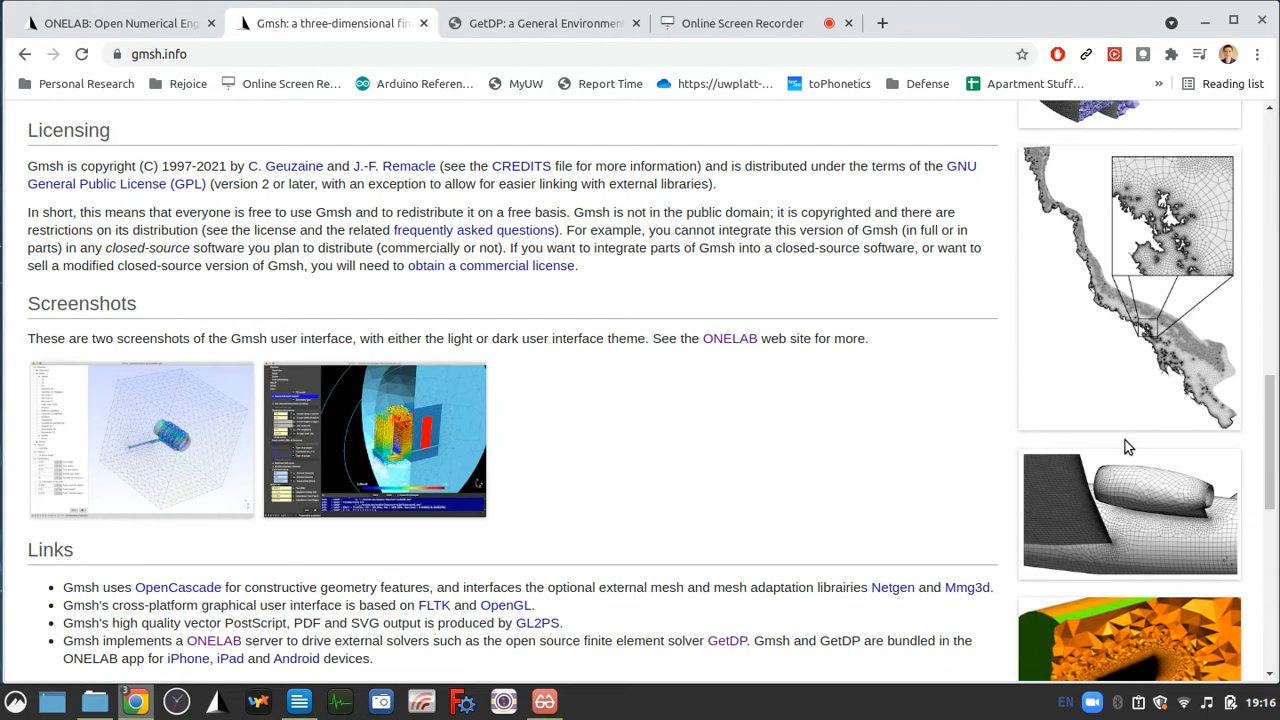 ONELAB: Open Numerical Eng
Gmsh: a three-dimensional fin
GetDP: a General Environmen
Online Screen Recorder
gmsh.info
Personal Research
Rejoice
Online Screen Re...
Arduino Referen...
MyUW
Report Time
https://uwplatt-...
toPhonetics
Defense
Apartment Stuff...
»
Reading list
Licensing
Gmsh is copyright (C) 1997-2021 by C. Geuzaine and J.-F. Remacle (see the CREDITS file for more information) and is distributed under the terms of the GNU
General Public License (GPL) (version 2 or later, with an exception to allow for easier linking with external libraries).
In short, this means that everyone is free to use Gmsh and to redistribute it on a free basis. Gmsh is not in the public domain; it is copyrighted and there are
restrictions on its distribution (see the license and the related frequently asked questions). For example, you cannot integrate this version of Gmsh (in full or in
parts) in any closed-source software you plan to distribute (commercially or not). If you want to integrate parts of Gmsh into a closed-source software, or want to
sell a modified closed-source version of Gmsh, you will need to obtain a commercial license.
Screenshots
These are two screenshots of the Gmsh user interface, with either the light or dark user interface theme. See the ONELAB web site for more.
Links
Gmsh uses OpenCascade for constructive geometry features, and interfaces the optional external mesh and mesh adaptation librairies Netgen and Mmg3d.
Gmsh's cross-platform graphical user interface is based on FLTK and OpenGL.
Gmsh's high quality vector PostScript, PDF and SVG output is produced by GL2PS.
Gmsh implements a ONELAB server to drive external solvers such as the open source finite element solver GetDP. Gmsh and GetDP are bundled in the
ONELAB app for iPhone, iPad and Android devices.
3
EN
19:16